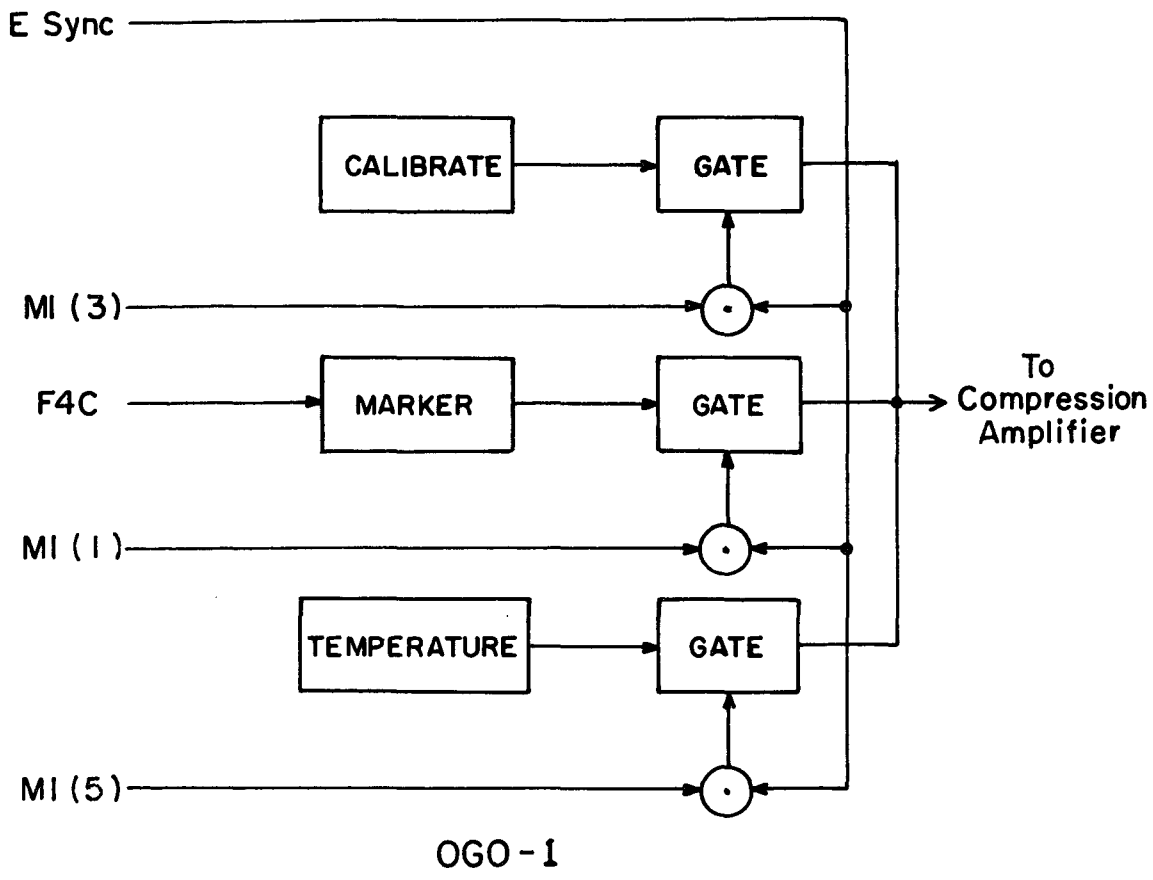 E Sync
CALIBRATE
GATE
MI (3)
F4C
MARKER
GATE
To
Compression
Amplifier
MI (1)
TEMPERATURE
GATE
MI (5)
OGO-I